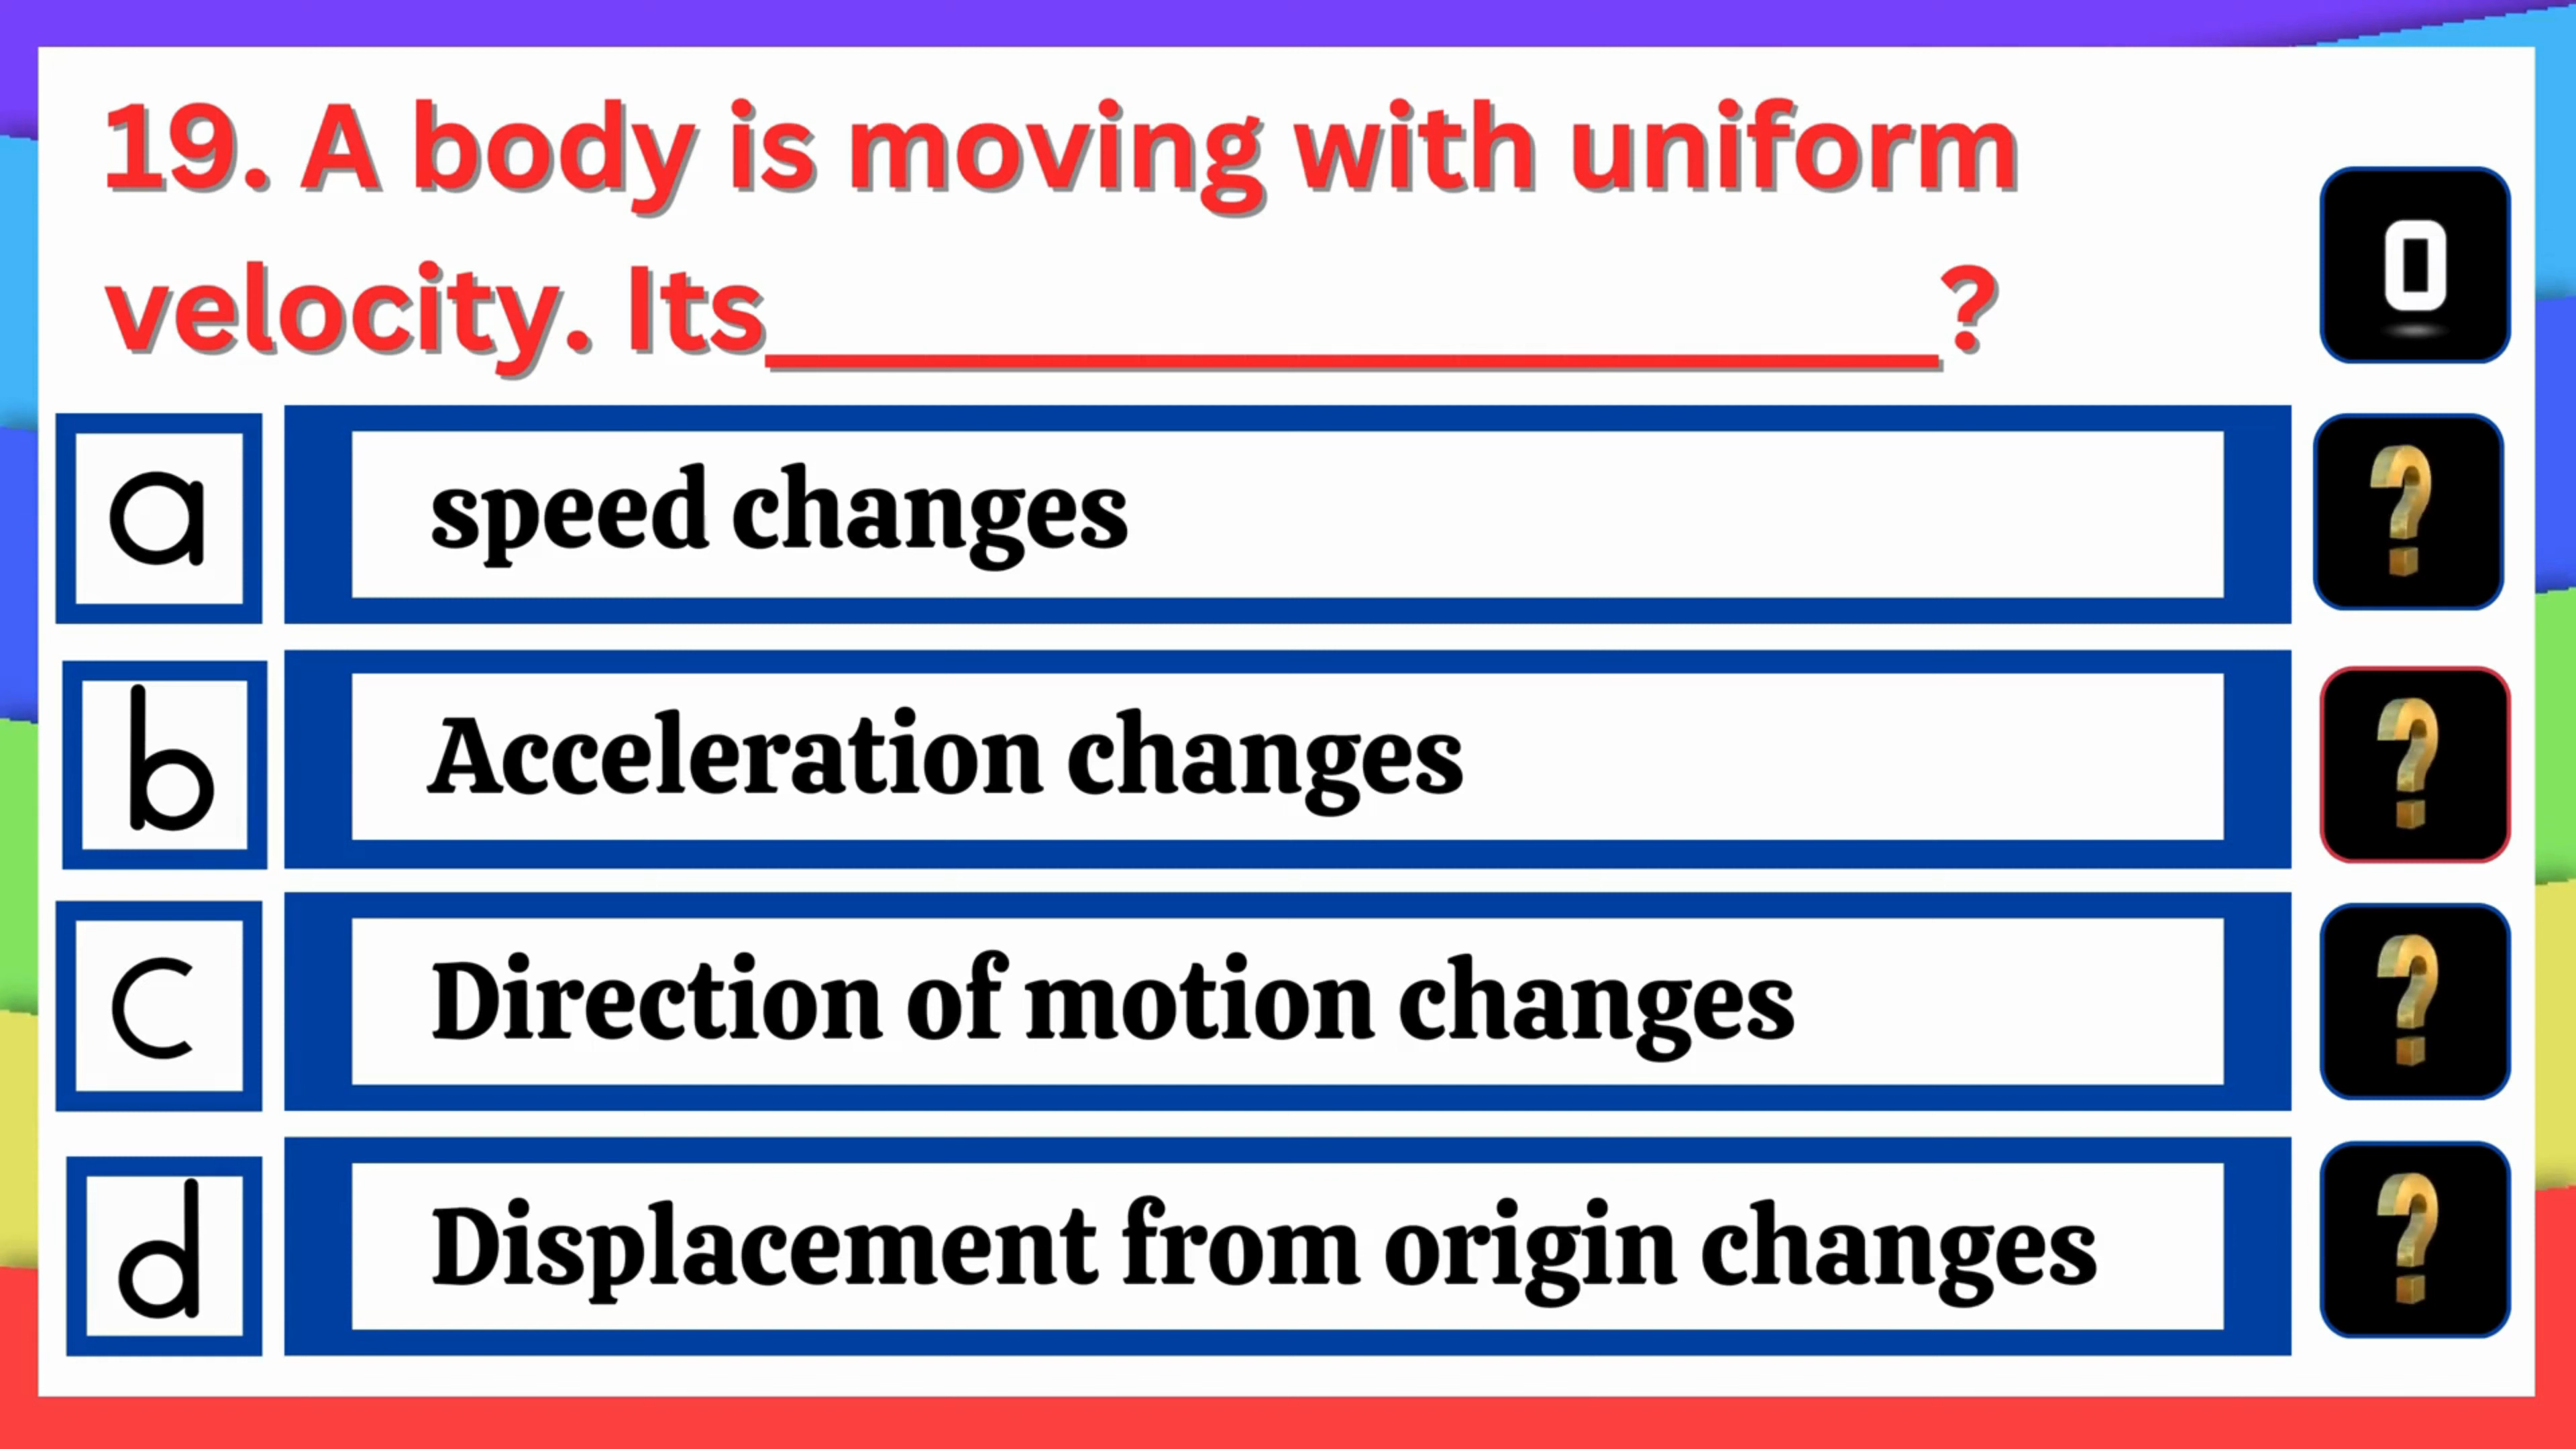 19. A body is moving with uniform
velocity. Its____________________?
0
a speed changes ?
b Acceleration changes ?
c Direction of motion changes ?
d Displacement from origin changes ?